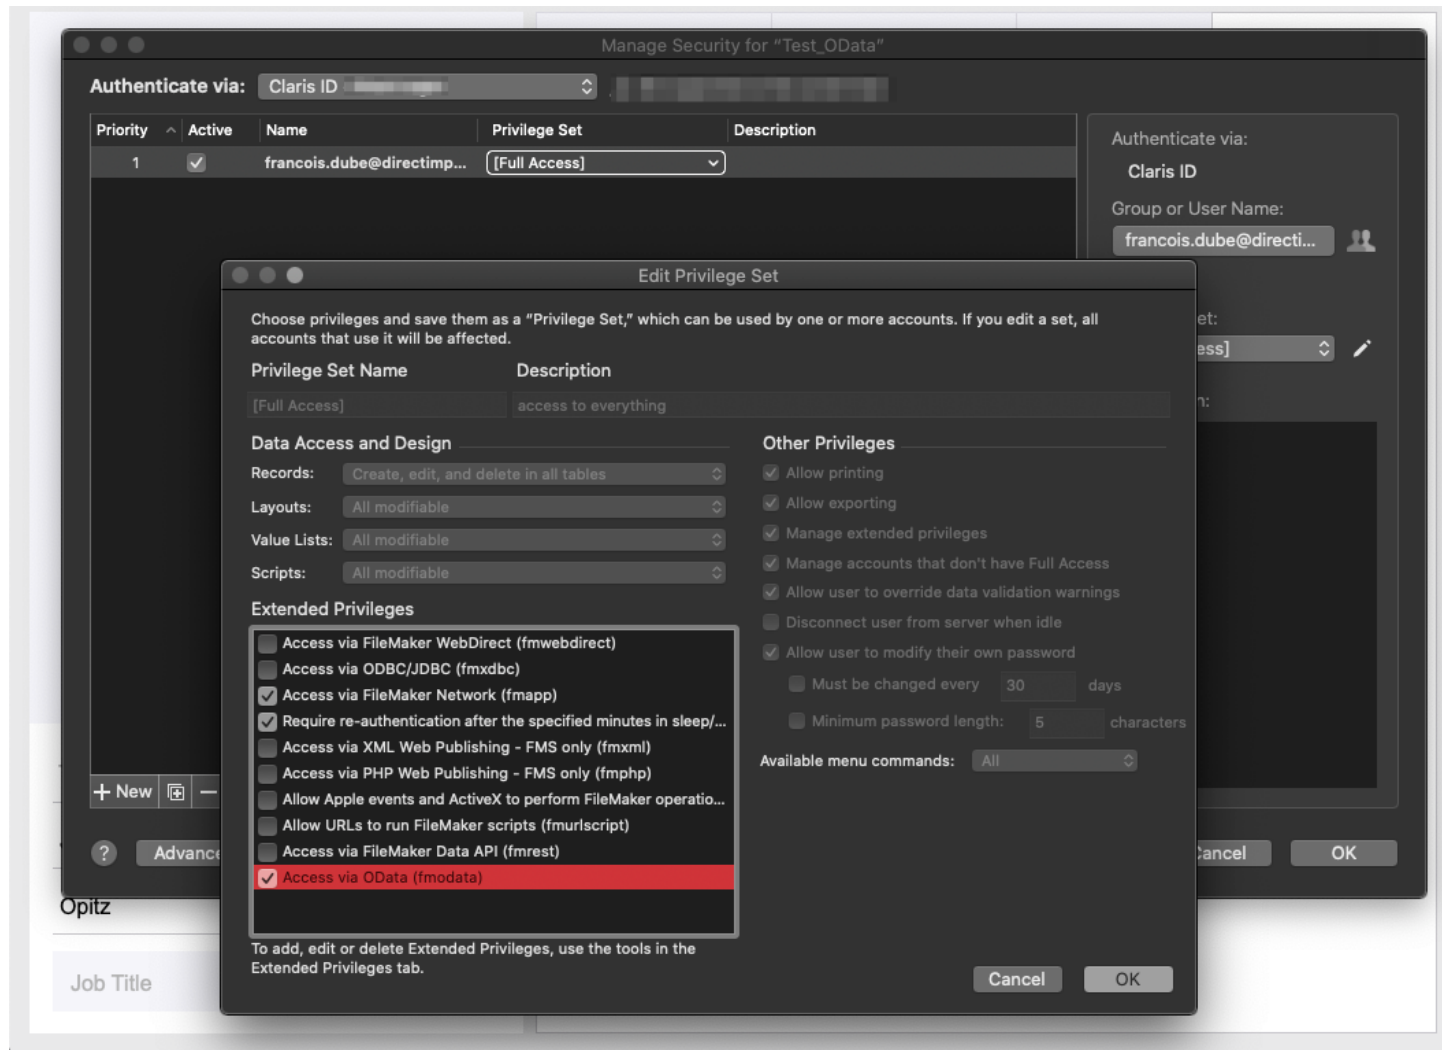 Manage Security for “Test_OData”
Authenticate via: Claris ID
Priority Active Name Privilege Set Description
1 francois.dube@directimp... [Full Access]
Authenticate via:
Claris ID
Group or User Name:
francois.dube@directi...
et:
ess]
n:
+ New
? Advance
Cancel OK
Edit Privilege Set
Choose privileges and save them as a “Privilege Set,” which can be used by one or more accounts. If you edit a set, all
accounts that use it will be affected.
Privilege Set Name Description
[Full Access] access to everything
Data Access and Design
Records: Create, edit, and delete in all tables
Layouts: All modifiable
Value Lists: All modifiable
Scripts: All modifiable
Extended Privileges
Access via FileMaker WebDirect (fmwebdirect)
Access via ODBC/JDBC (fmxdbc)
Access via FileMaker Network (fmapp)
Require re-authentication after the specified minutes in sleep/...
Access via XML Web Publishing - FMS only (fmxml)
Access via PHP Web Publishing - FMS only (fmphp)
Allow Apple events and ActiveX to perform FileMaker operatio...
Allow URLs to run FileMaker scripts (fmurlscript)
Access via FileMaker Data API (fmrest)
Access via OData (fmodata)
To add, edit or delete Extended Privileges, use the tools in the
Extended Privileges tab.
Other Privileges
Allow printing
Allow exporting
Manage extended privileges
Manage accounts that don't have Full Access
Allow user to override data validation warnings
Disconnect user from server when idle
Allow user to modify their own password
Must be changed every 30 days
Minimum password length: 5 characters
Available menu commands: All
Cancel OK
Opitz
Job Title